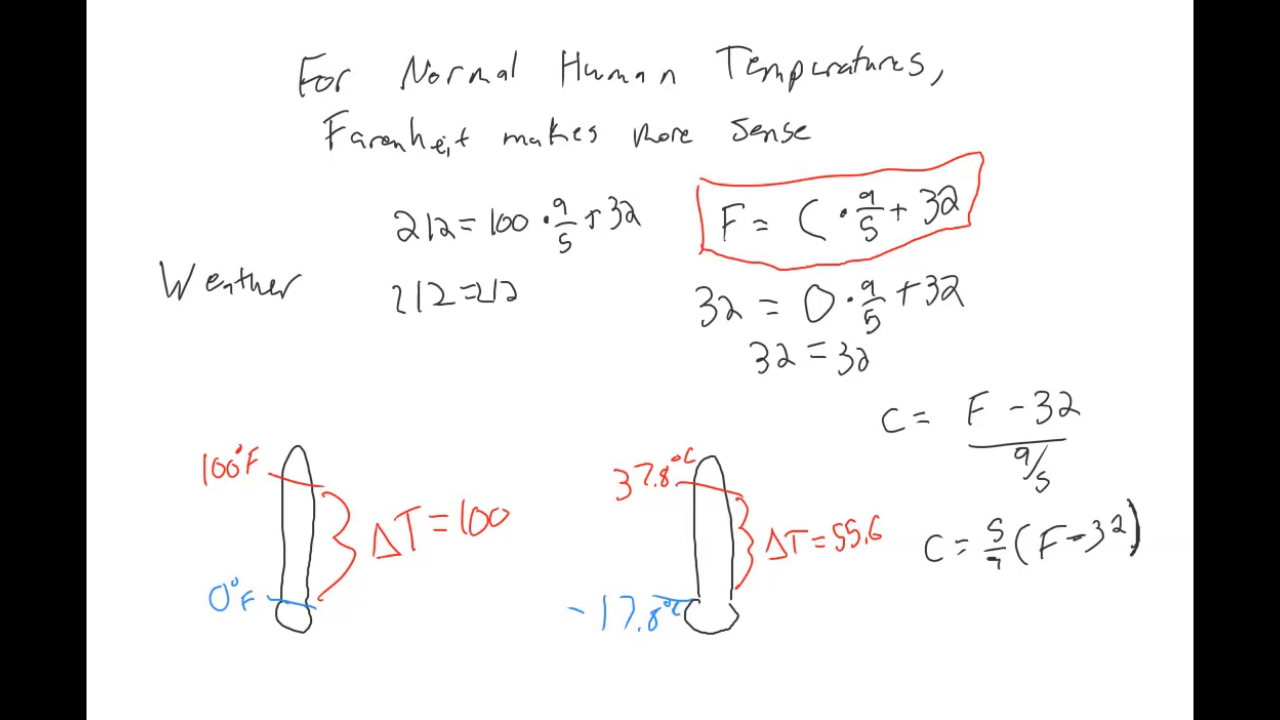 For Normal Human Temperatures,
Farenheit makes more sense
212 = 100 · 9/5 + 32
F = C · 9/5 + 32
Weather
212 = 212
32 = 0 · 9/5 + 32
32 = 32
C = F - 32
9/5
100°F
37.8°C
ΔT = 100
ΔT = 55.6
C = 5/9 (F - 32)
0°F
-17.8°C